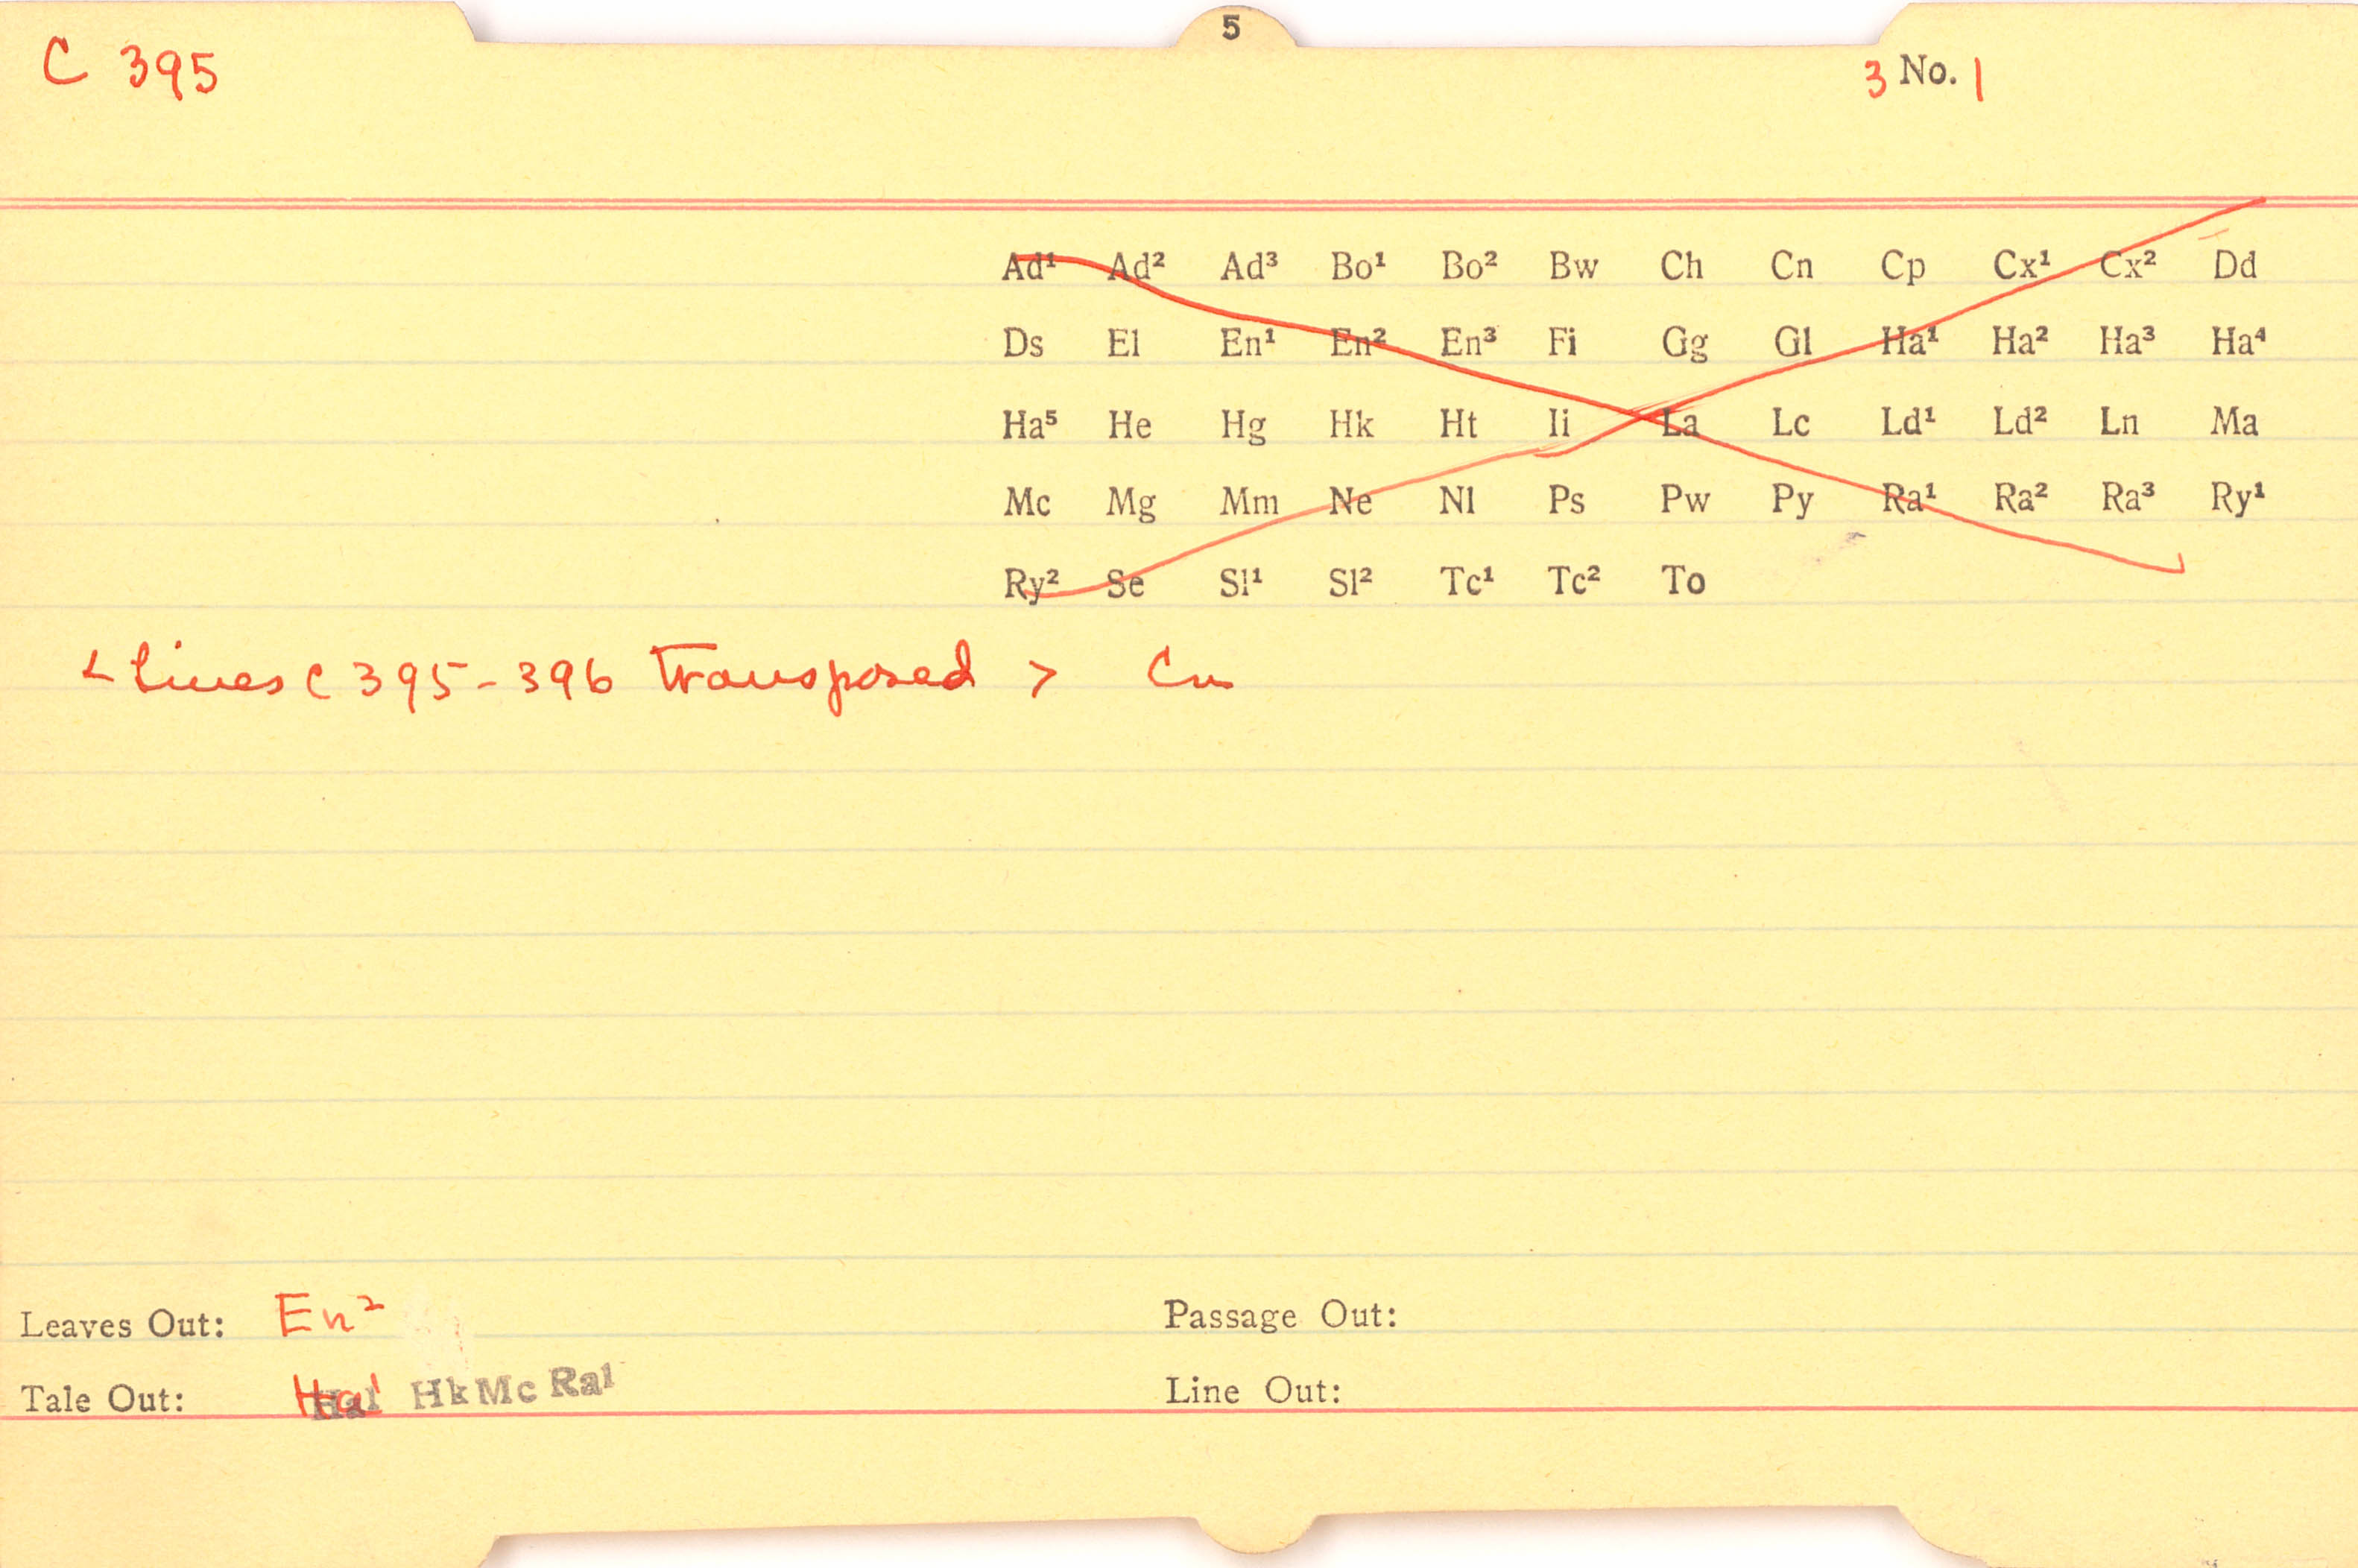 5
C 395
3 No. 1
Ad¹ Ad² Ad³ Bo¹ Bo² Bw Ch Cn Cp Cx¹ Cx² Dd
Ds El En¹ En² En³ Fi Gg Gl Ha¹ Ha² Ha³ Ha⁴
Ha⁵ He Hg Hk Ht Ii La Lc Ld¹ Ld² Ln Ma
Mc Mg Mm Ne Nl Ps Pw Py Ra¹ Ra² Ra³ Ry¹
Ry² Se Sl¹ Sl² Tc¹ Tc² To
< Lines C 395-396 transposed > Cn
Leaves Out: En²
Passage Out:
Tale Out: Ha¹ Hk Mc Ra¹
Line Out: